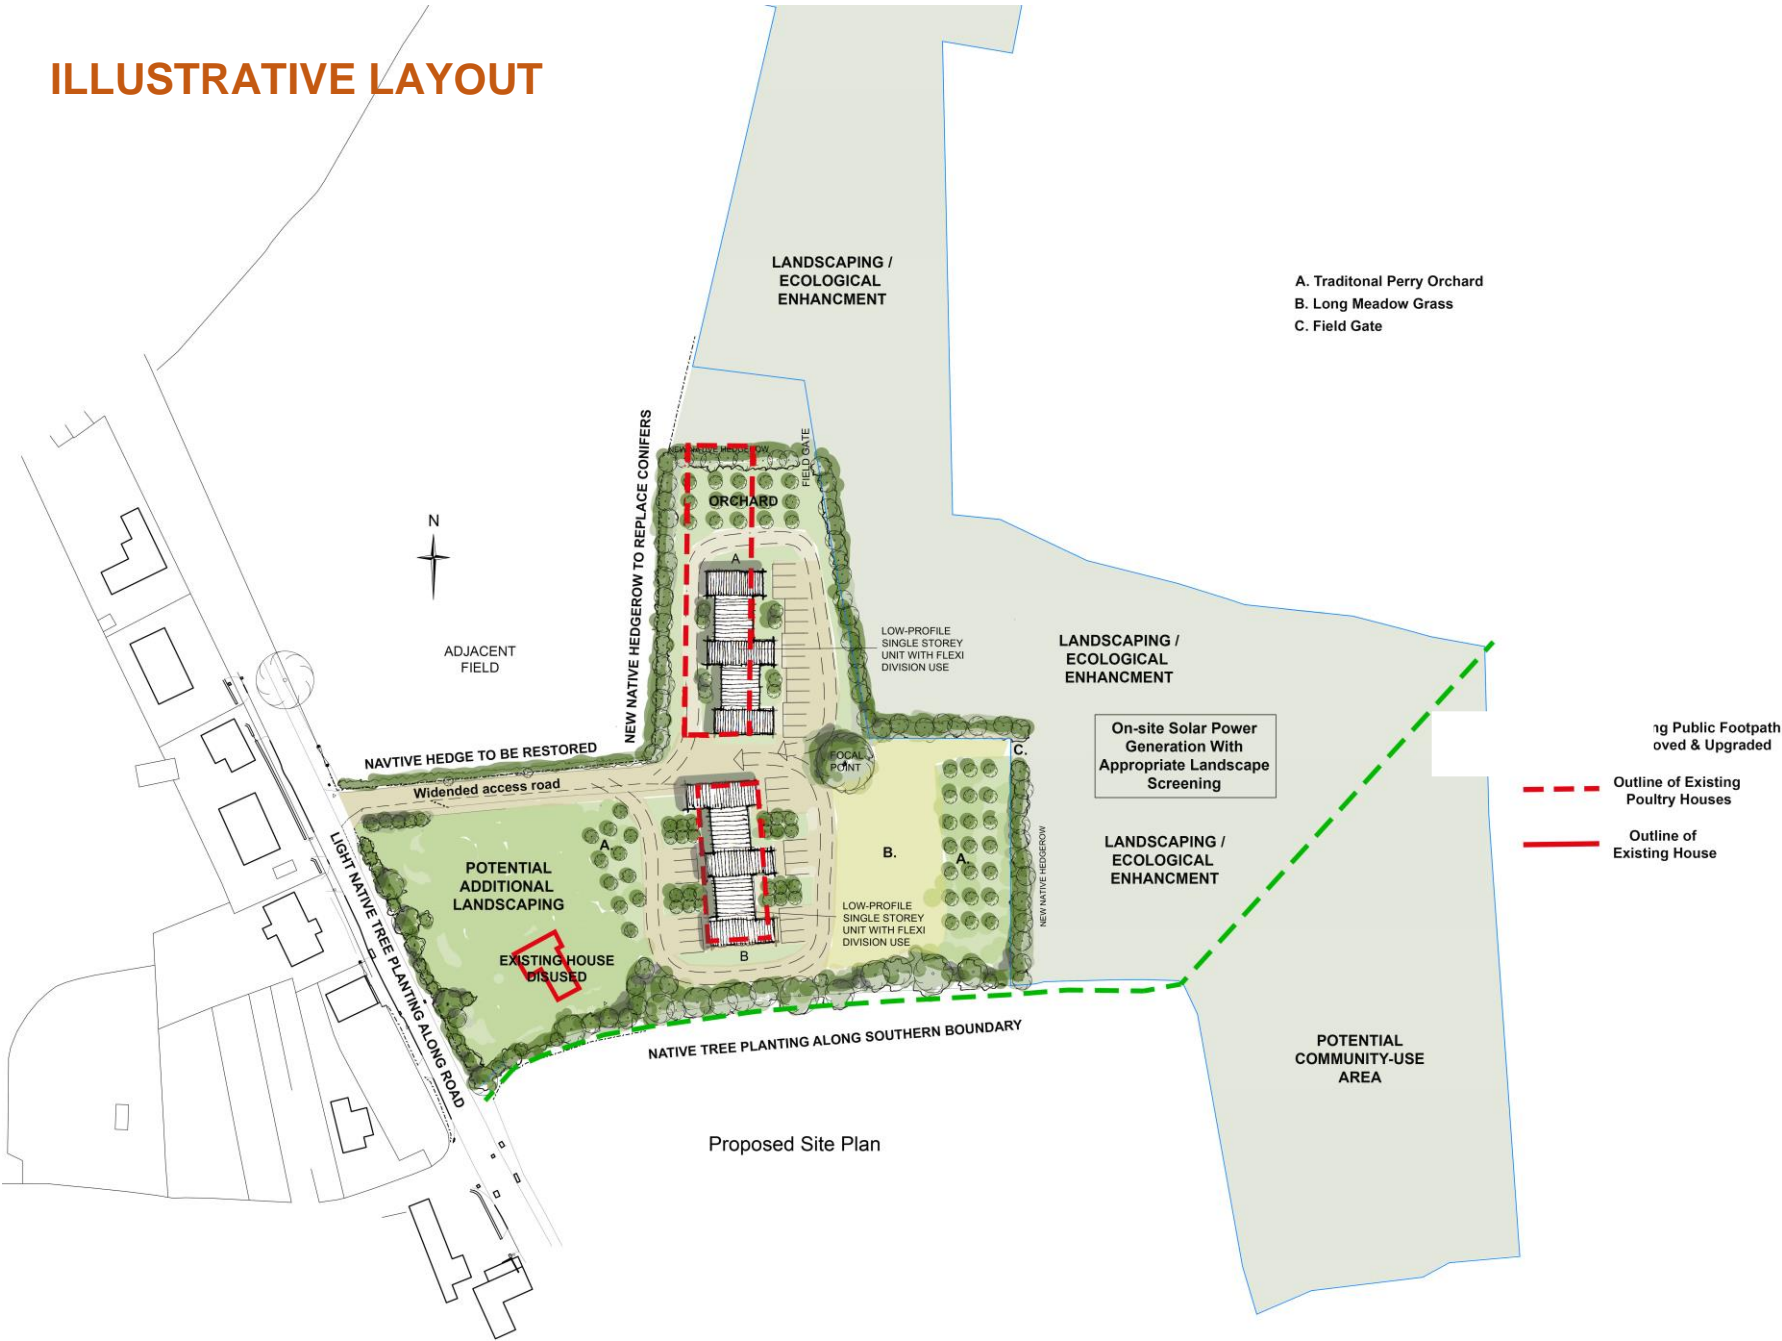 ILLUSTRATIVE LAYOUT
LANDSCAPING /
ECOLOGICAL
ENHANCMENT
A. Traditonal Perry Orchard
B. Long Meadow Grass
C. Field Gate
NEW NATIVE HEDGEROW TO REPLACE CONIFERS
NEW NATIVE HEDGEROW
FIELD GATE
ORCHARD
N
A
ADJACENT
FIELD
LOW-PROFILE
SINGLE STOREY
UNIT WITH FLEXI
DIVISION USE
LANDSCAPING /
ECOLOGICAL
ENHANCMENT
On-site Solar Power
Generation With
Appropriate Landscape
Screening
ng Public Footpath
oved & Upgraded
Outline of Existing
Poultry Houses
Outline of
Existing House
NAVTIVE HEDGE TO BE RESTORED
Widended access road
FOCAL
POINT
C.
LIGHT NATIVE TREE PLANTING ALONG ROAD
POTENTIAL
ADDITIONAL
LANDSCAPING
A
B.
A.
NEW NATIVE HEDGEROW
LANDSCAPING /
ECOLOGICAL
ENHANCMENT
LOW-PROFILE
SINGLE STOREY
UNIT WITH FLEXI
DIVISION USE
EXISTING HOUSE
DISUSED
B
NATIVE TREE PLANTING ALONG SOUTHERN BOUNDARY
POTENTIAL
COMMUNITY-USE
AREA
Proposed Site Plan